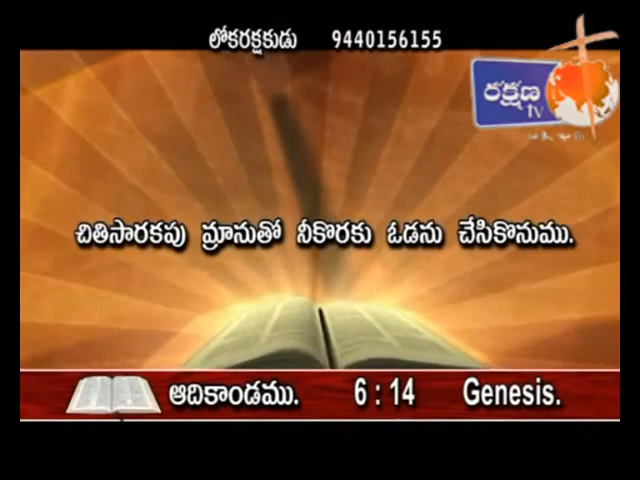 లోకరక్షకుడు 9440156155
రక్షణ
tv
చితిసారకపు మ్రానుతో నీకొరకు ఓడను చేసికొనుము.
ఆదికాండము. 6 : 14 Genesis.